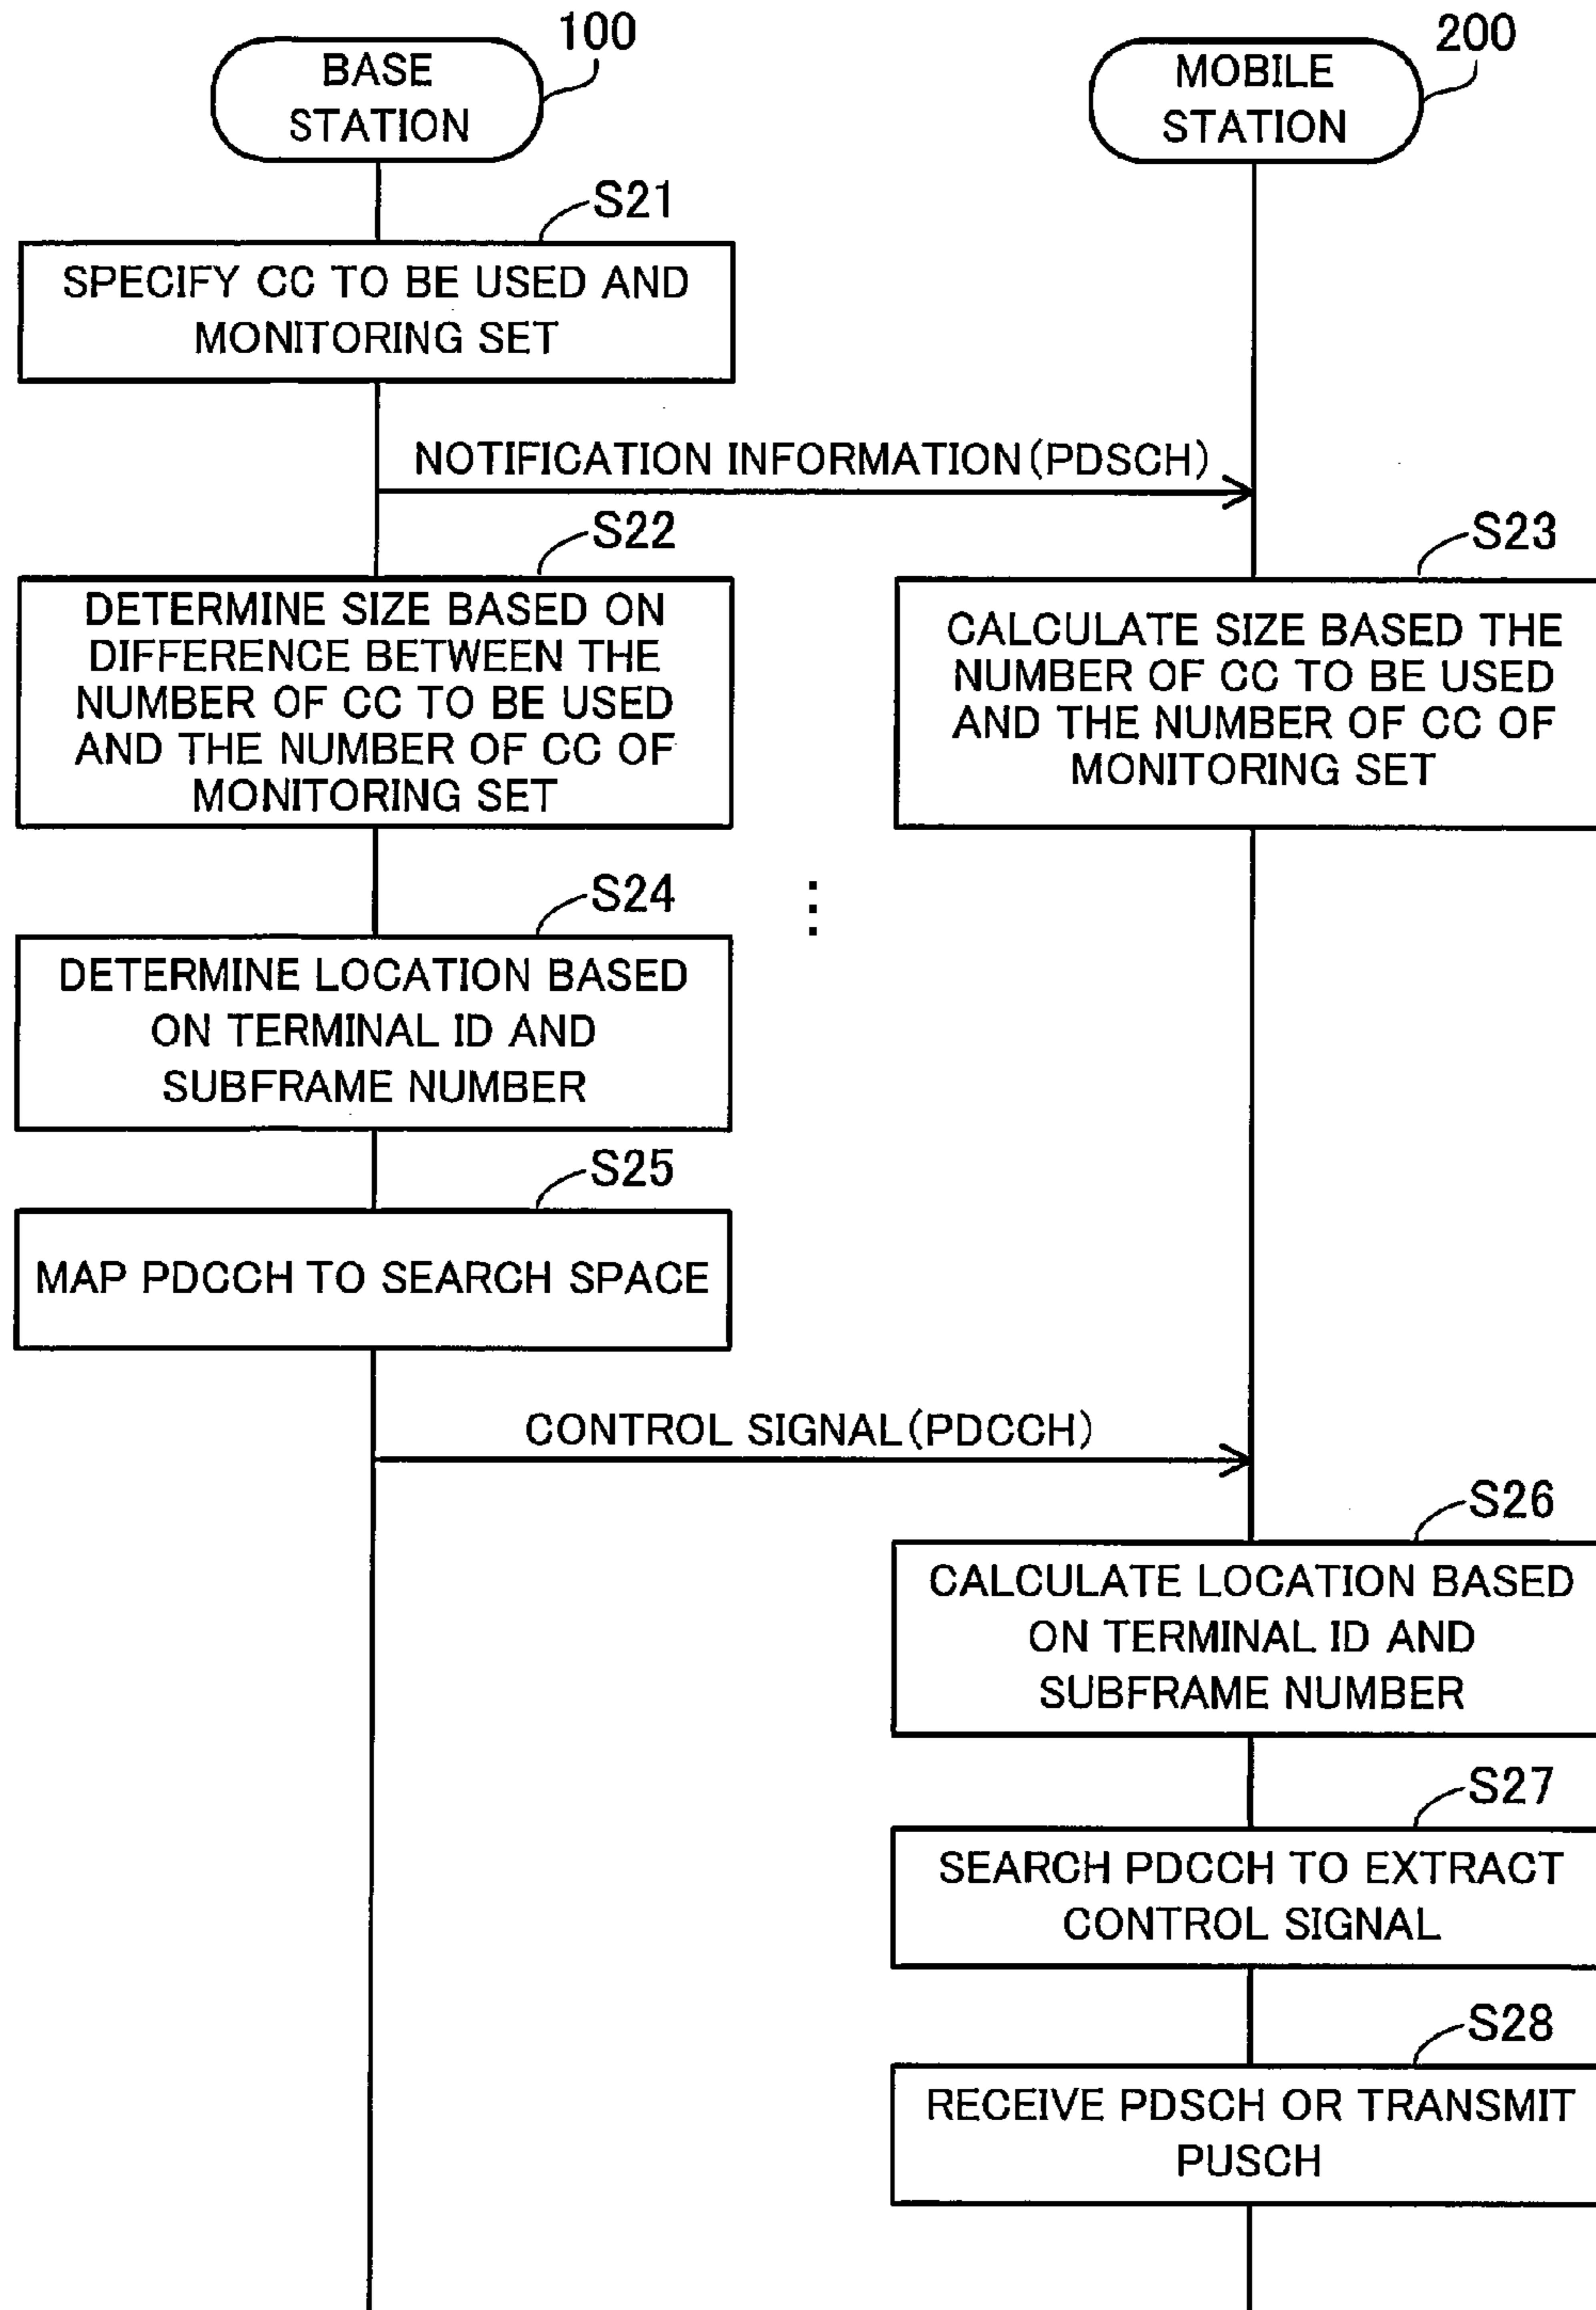 100
BASE
STATION
200
MOBILE
STATION
S21
SPECIFY CC TO BE USED AND
MONITORING SET
NOTIFICATION INFORMATION(PDSCH)
S22
DETERMINE SIZE BASED ON
DIFFERENCE BETWEEN THE
NUMBER OF CC TO BE USED
AND THE NUMBER OF CC OF
MONITORING SET
S23
CALCULATE SIZE BASED THE
NUMBER OF CC TO BE USED
AND THE NUMBER OF CC OF
MONITORING SET
S24
DETERMINE LOCATION BASED
ON TERMINAL ID AND
SUBFRAME NUMBER
S25
MAP PDCCH TO SEARCH SPACE
CONTROL SIGNAL(PDCCH)
S26
CALCULATE LOCATION BASED
ON TERMINAL ID AND
SUBFRAME NUMBER
S27
SEARCH PDCCH TO EXTRACT
CONTROL SIGNAL
S28
RECEIVE PDSCH OR TRANSMIT
PUSCH